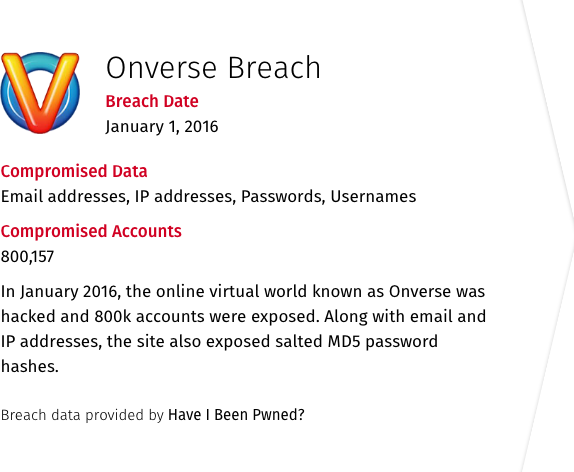 Onverse Breach
Breach Date
January 1, 2016
Compromised Data
Email addresses, IP addresses, Passwords, Usernames
Compromised Accounts
800,157
In January 2016, the online virtual world known as Onverse was
hacked and 800k accounts were exposed. Along with email and
IP addresses, the site also exposed salted MD5 password
hashes.
Breach data provided by Have I Been Pwned?